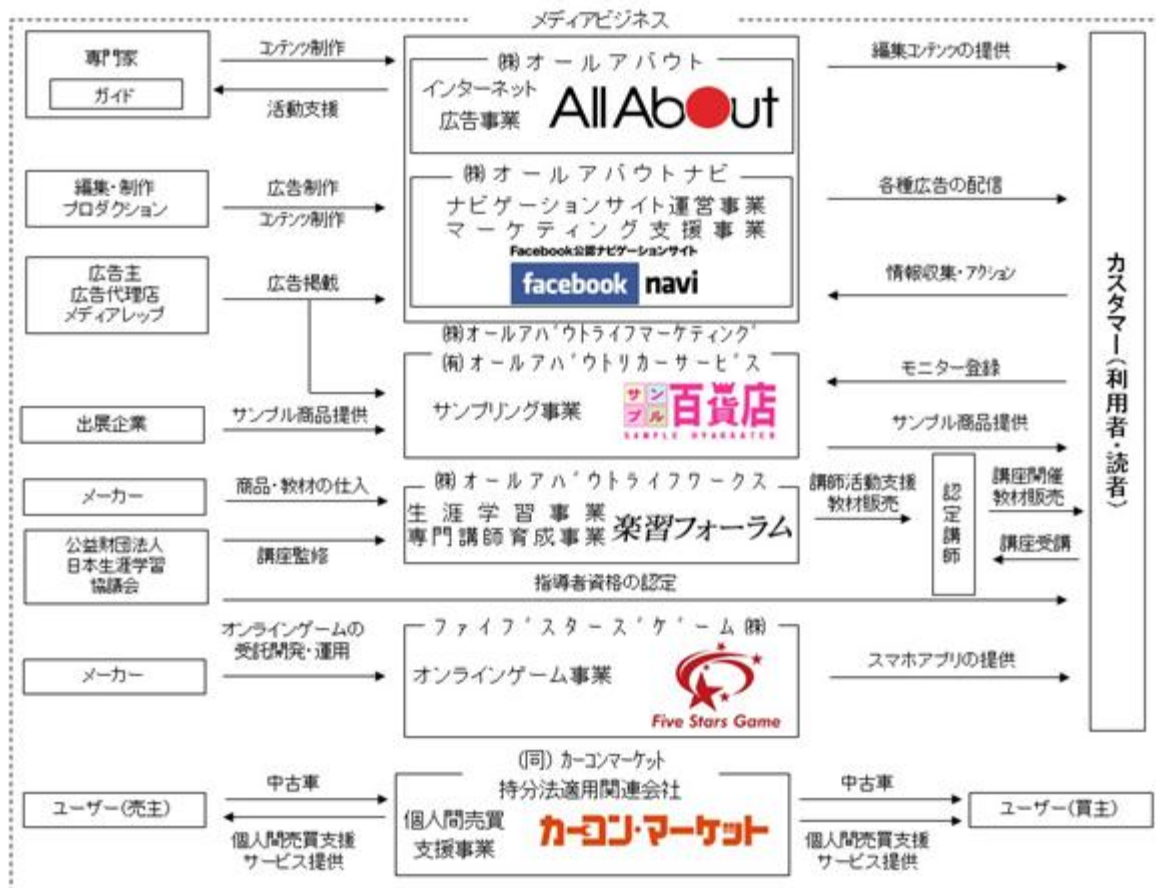 メディアビジネス
専門家
ガイド
コンテンツ制作
活動支援
㈱オールアバウト
インターネット
広告事業
AllAbout
編集コンテンツの提供
編集・制作
プロダクション
広告制作
コンテンツ制作
㈱オールアバウトナビ
ナビゲーションサイト運営事業
マーケティング支援事業
Facebook公認ナビゲーションサイト
facebook navi
各種広告の配信
広告主
広告代理店
メディアレップ
広告掲載
情報収集・アクション
カスタマー(利用者・読者)
㈱オールアバウトライフマーケティング
㈲オールアバウトリカーサービス
サンプリング事業
サンプル
百貨店
SAMPLE HYAKKATEN
モニター登録
出展企業
サンプル商品提供
サンプル商品提供
メーカー
商品・教材の仕入
㈱オールアバウトライフワークス
生涯学習事業
専門講師育成事業
楽習フォーラム
講師活動支援
教材販売
認定講師
講座開催
教材販売
講座受講
公益財団法人
日本生涯学習
協議会
講座監修
指導者資格の認定
メーカー
オンラインゲームの
受託開発・運用
ファイブスターズゲーム㈱
オンラインゲーム事業
Five Stars Game
スマホアプリの提供
(同)カーコンマーケット
持分法適用関連会社
ユーザー(売主)
中古車
個人間売買支援
サービス提供
個人間売買
支援事業
カーコン・マーケット
中古車
個人間売買支援
サービス提供
ユーザー(買主)